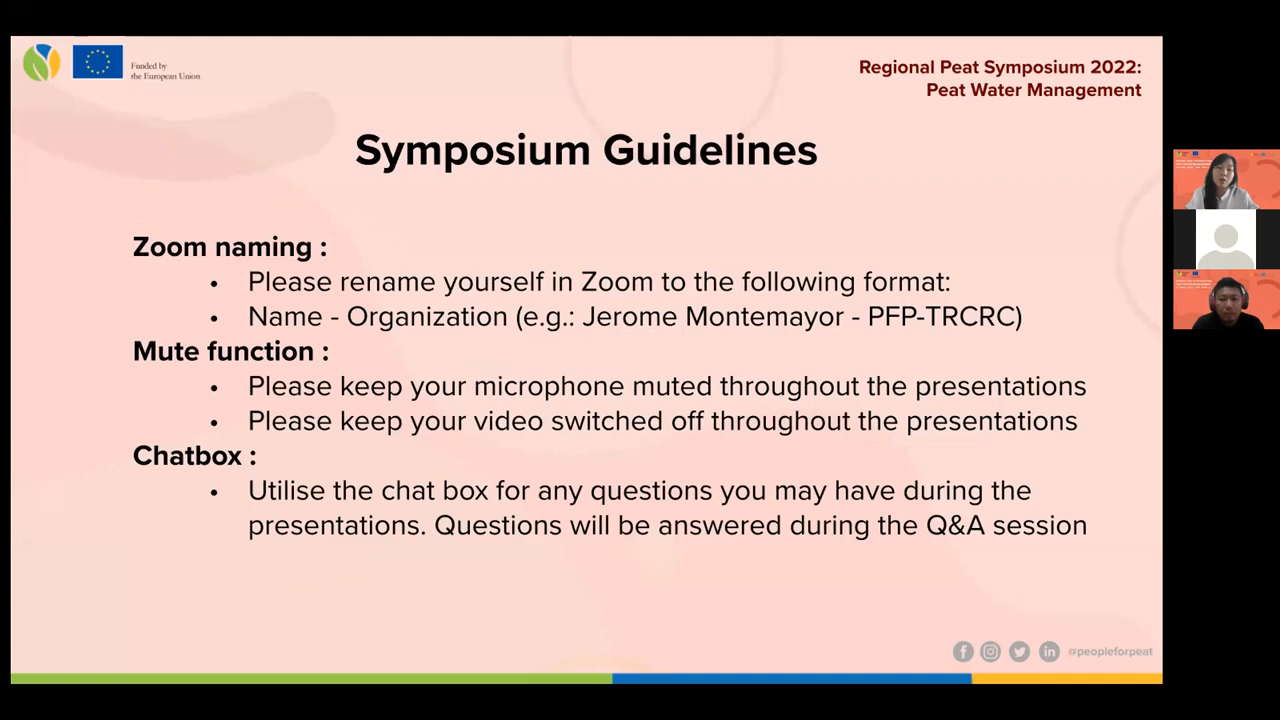 Funded by
the European Union
Regional Peat Symposium 2022:
Peat Water Management
Symposium Guidelines
Zoom naming :
• Please rename yourself in Zoom to the following format:
• Name - Organization (e.g.: Jerome Montemayor - PFP-TRCRC)
Mute function :
• Please keep your microphone muted throughout the presentations
• Please keep your video switched off throughout the presentations
Chatbox :
• Utilise the chat box for any questions you may have during the
presentations. Questions will be answered during the Q&A session
@peopleforpeat